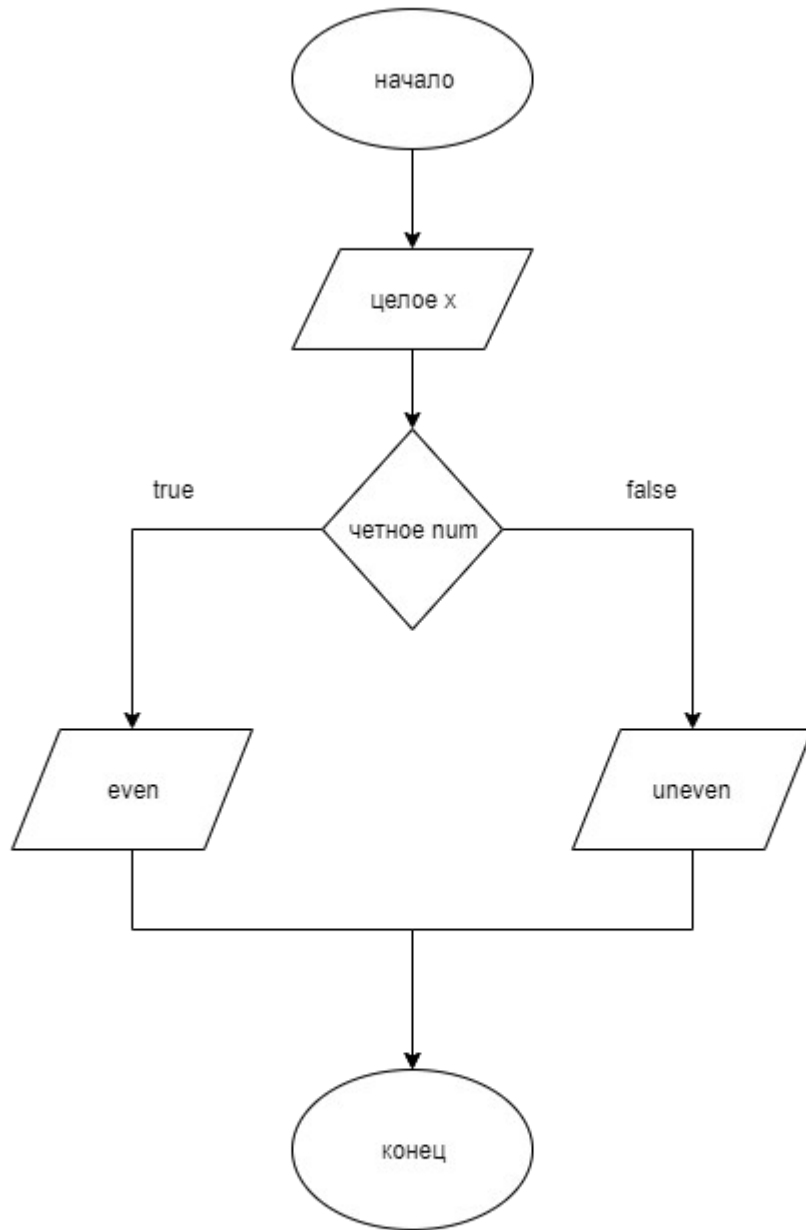 начало
целое x
true
false
четное num
even
uneven
конец